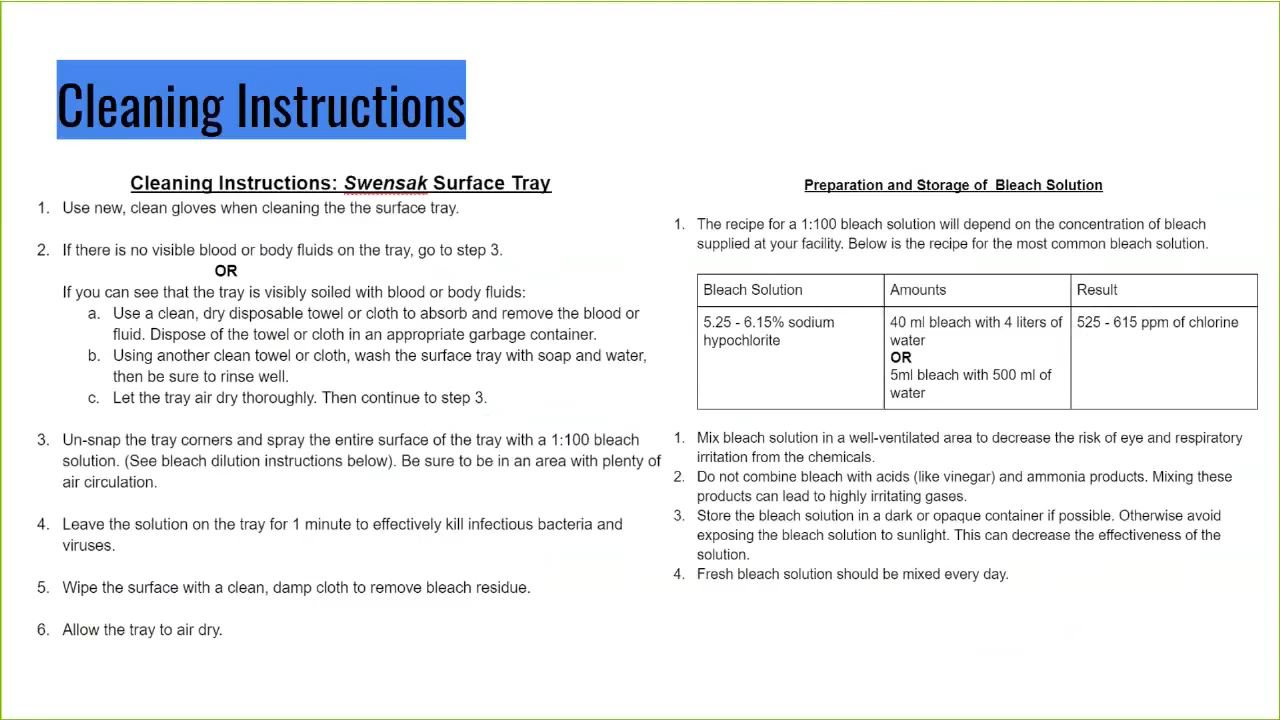 Cleaning Instructions
Cleaning Instructions: Swensak Surface Tray
1. Use new, clean gloves when cleaning the the surface tray.
2. If there is no visible blood or body fluids on the tray, go to step 3.
OR
If you can see that the tray is visibly soiled with blood or body fluids:
a. Use a clean, dry disposable towel or cloth to absorb and remove the blood or
fluid. Dispose of the towel or cloth in an appropriate garbage container.
b. Using another clean towel or cloth, wash the surface tray with soap and water,
then be sure to rinse well.
c. Let the tray air dry thoroughly. Then continue to step 3.
3. Un-snap the tray corners and spray the entire surface of the tray with a 1:100 bleach
solution. (See bleach dilution instructions below). Be sure to be in an area with plenty of
air circulation.
4. Leave the solution on the tray for 1 minute to effectively kill infectious bacteria and
viruses.
5. Wipe the surface with a clean, damp cloth to remove bleach residue.
6. Allow the tray to air dry.
Preparation and Storage of Bleach Solution
1. The recipe for a 1:100 bleach solution will depend on the concentration of bleach
supplied at your facility. Below is the recipe for the most common bleach solution.
Bleach Solution
Amounts
Result
5.25 - 6.15% sodium
hypochlorite
40 ml bleach with 4 liters of
water
OR
5ml bleach with 500 ml of
water
525 - 615 ppm of chlorine
1. Mix bleach solution in a well-ventilated area to decrease the risk of eye and respiratory
irritation from the chemicals.
2. Do not combine bleach with acids (like vinegar) and ammonia products. Mixing these
products can lead to highly irritating gases.
3. Store the bleach solution in a dark or opaque container if possible. Otherwise avoid
exposing the bleach solution to sunlight. This can decrease the effectiveness of the
solution.
4. Fresh bleach solution should be mixed every day.